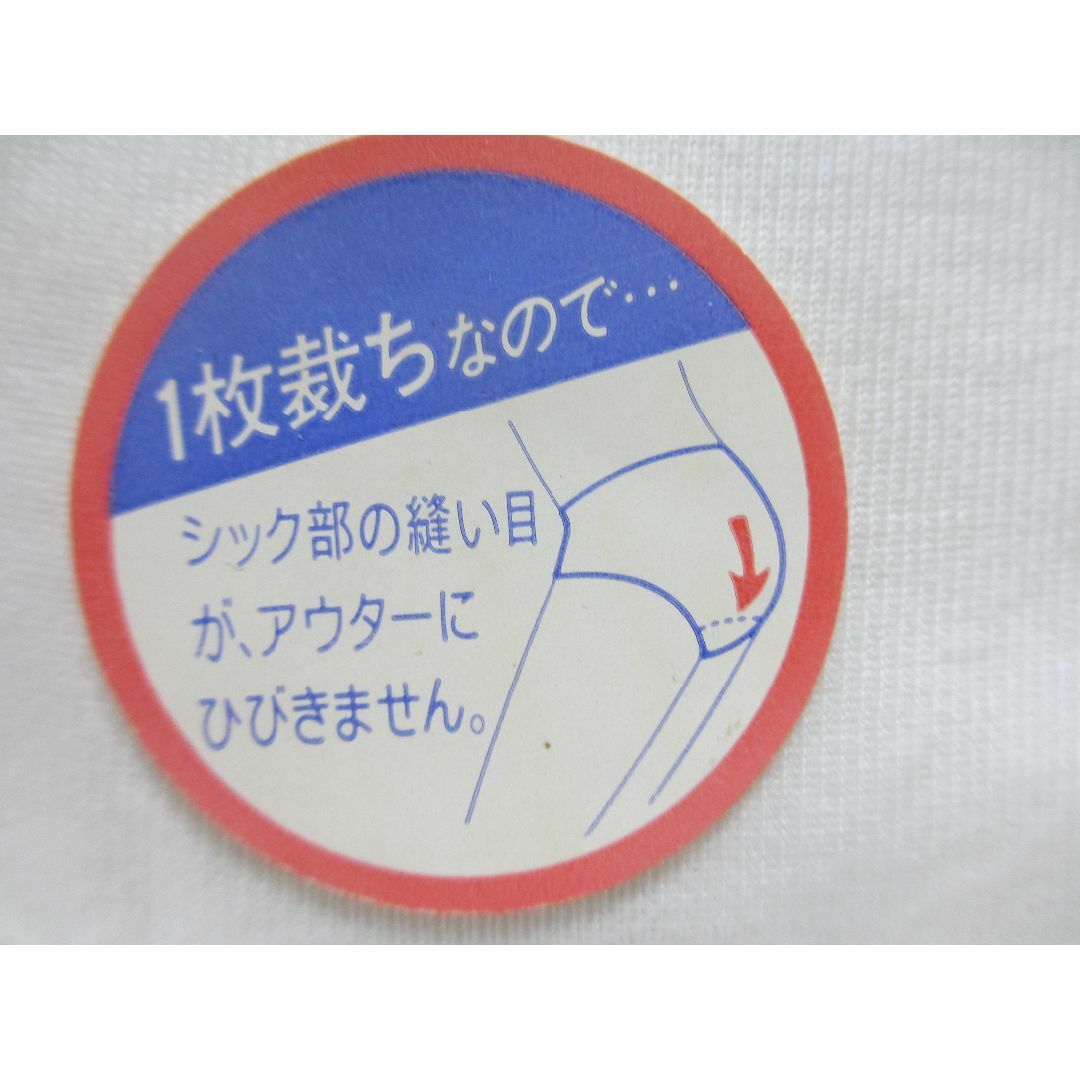 1枚裁ちなので…
シック部の縫い目
が、アウターに
ひびきません。